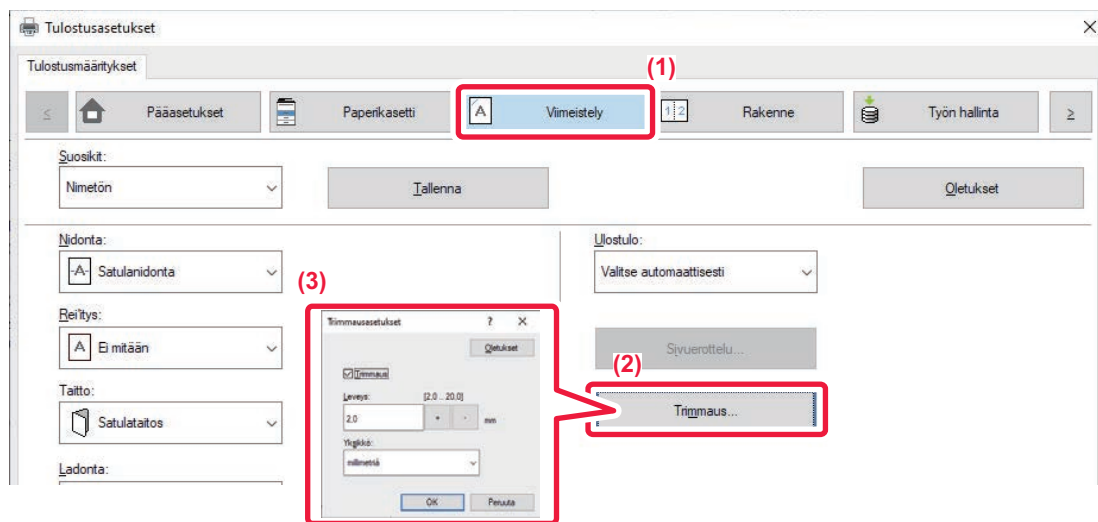 Tulostusasetukset
Tulostusmääritykset
(1)
≤ Pääasetukset Paperikasetti A Viimeistely 1 2 Rakenne Työn hallinta ≥
Suosikit:
Nimetön
Tallenna
Oletukset
Nidonta:
-A- Satulanidonta
Rei'itys:
A Ei mitään
Taitto:
Satulataitos
Ladonta:
Ulostulo:
Valitse automaattisesti
Sivuerottelu...
(2)
Trimmaus...
(3)
Trimmausasetukset ? X
Oletukset
Trimmaus
Leveys: [2.0 .. 20.0]
2.0 + - mm
Yksikkö:
millimetriä
OK Peruuta